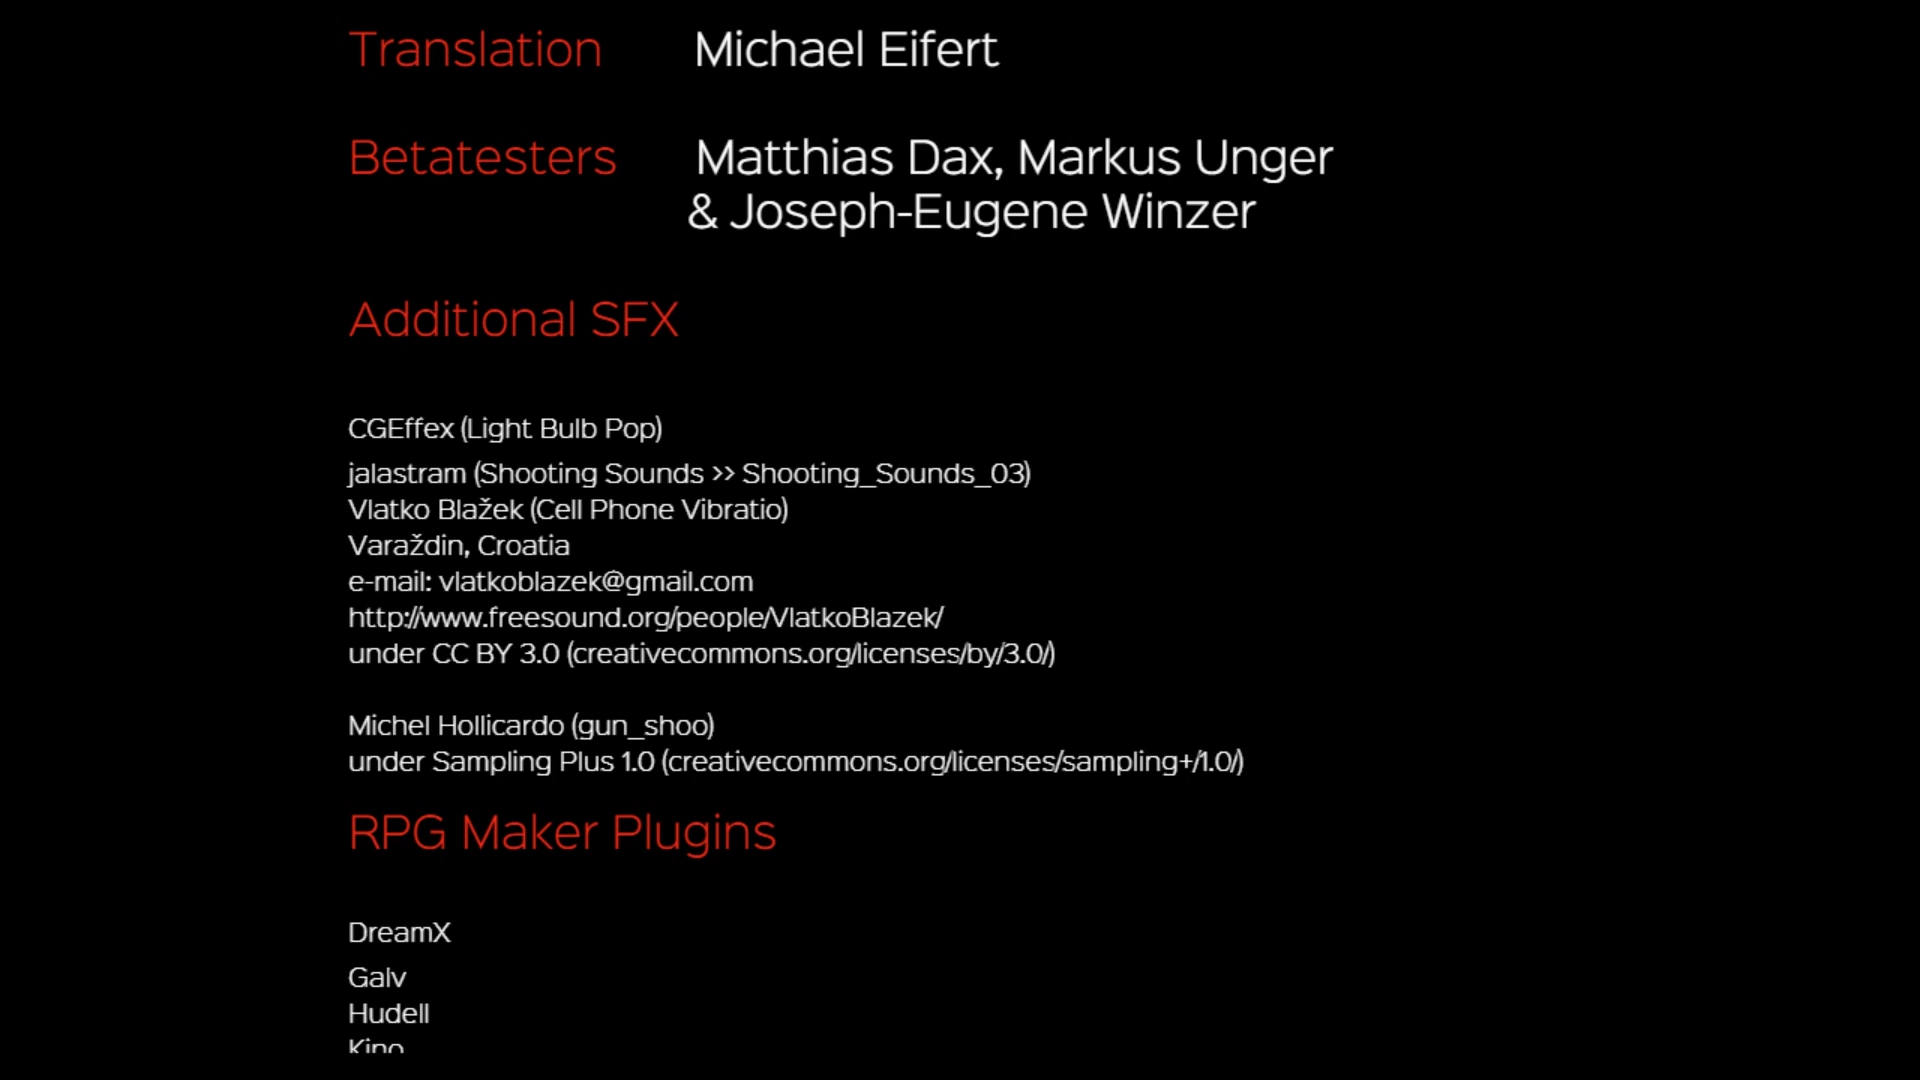 Translation Michael Eifert
Betatesters Matthias Dax, Markus Unger
& Joseph-Eugene Winzer
Additional SFX
CGEffex (Light Bulb Pop)
jalastram (Shooting Sounds >> Shooting_Sounds_03)
Vlatko Blažek (Cell Phone Vibratio)
Varaždin, Croatia
e-mail: vlatkoblazek@gmail.com
http://www.freesound.org/people/VlatkoBlazek/
under CC BY 3.0 (creativecommons.org/licenses/by/3.0/)
Michel Hollicardo (gun_shoo)
under Sampling Plus 1.0 (creativecommons.org/licenses/sampling+/1.0/)
RPG Maker Plugins
DreamX
Galv
Hudell